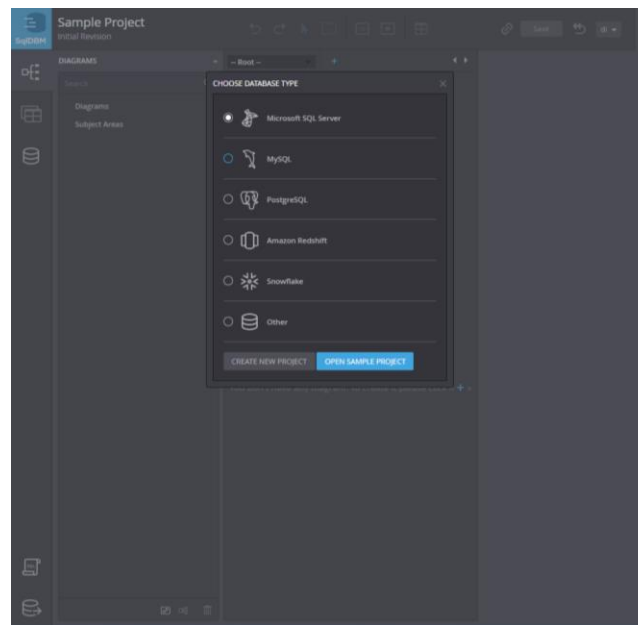 SqlDBM
Sample Project
Initial Revision
Save
DIAGRAMS
-- Root --
Search
Diagrams
Subject Areas
CHOOSE DATABASE TYPE
Microsoft SQL Server
MySQL
PostgreSQL
Amazon Redshift
Snowflake
Other
CREATE NEW PROJECT
OPEN SAMPLE PROJECT